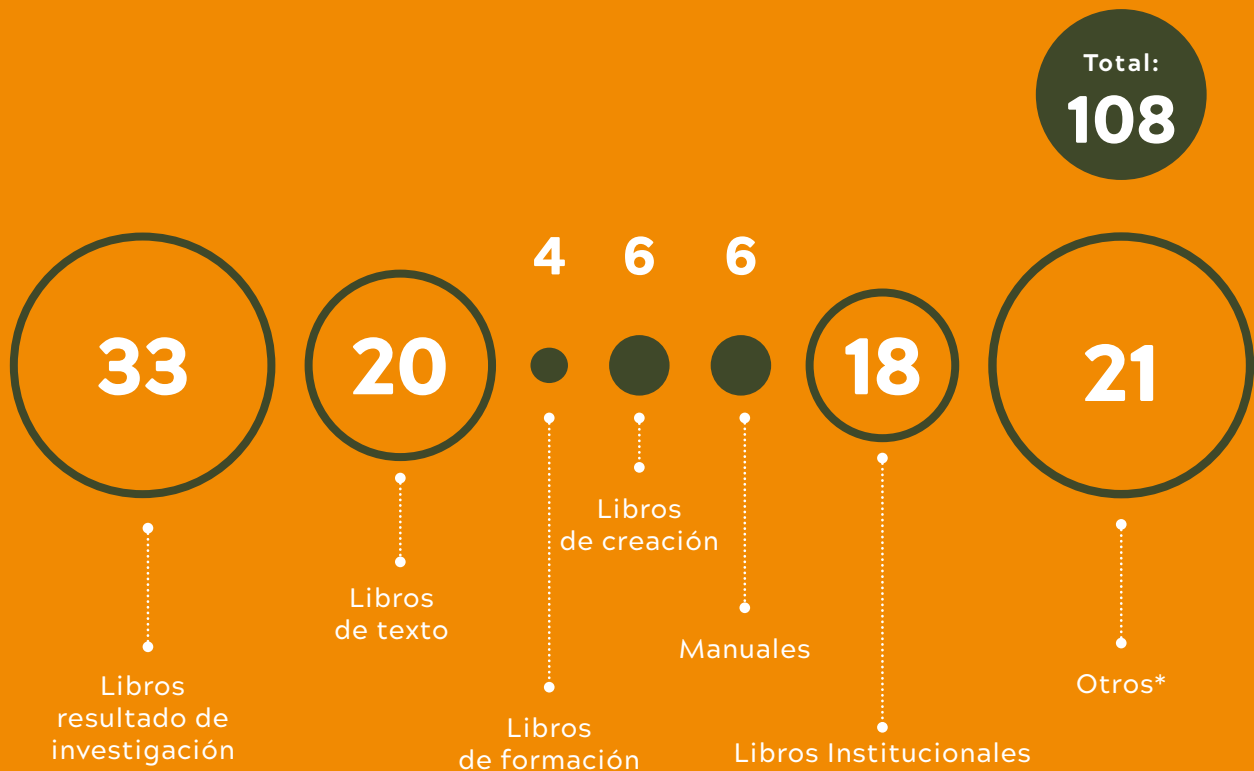 Total:
108
33
20
4
6
6
18
21
Libros
resultado de
investigación
Libros
de texto
Libros
de formación
Libros
de creación
Manuales
Libros Institucionales
Otros*